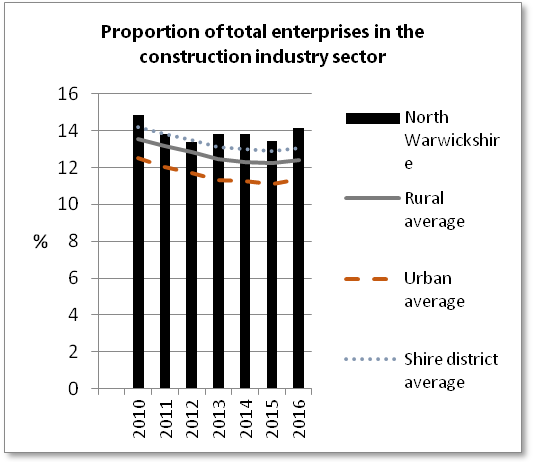 Proportion of total enterprises in the
construction industry sector
16
14
12
10
8
6
4
2
0
%
2010
2011
2012
2013
2014
2015
2016
North
Warwickshir
e
Rural
average
Urban
average
Shire district
average